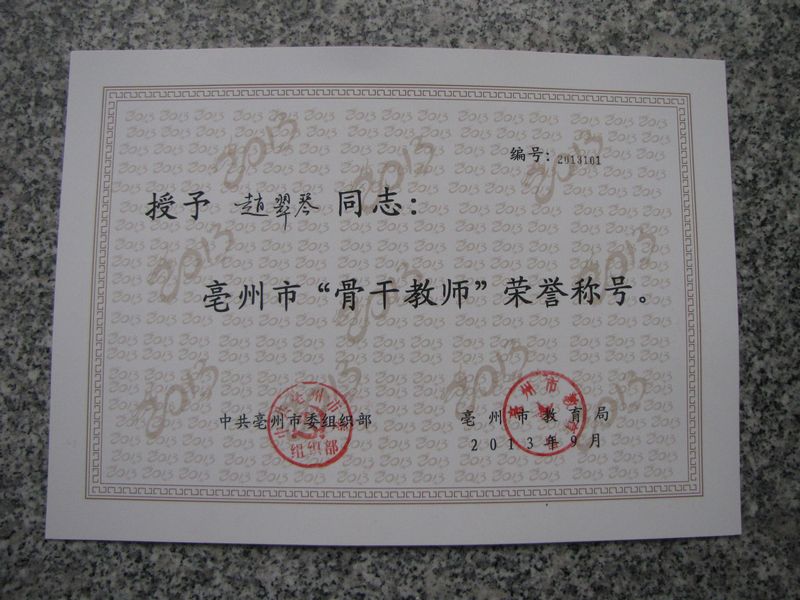 编号：2013161
授予 赵翠琴 同志：
亳州市“骨干教师”荣誉称号。
中共亳州市委组织部
亳州市教育局
2013年9月